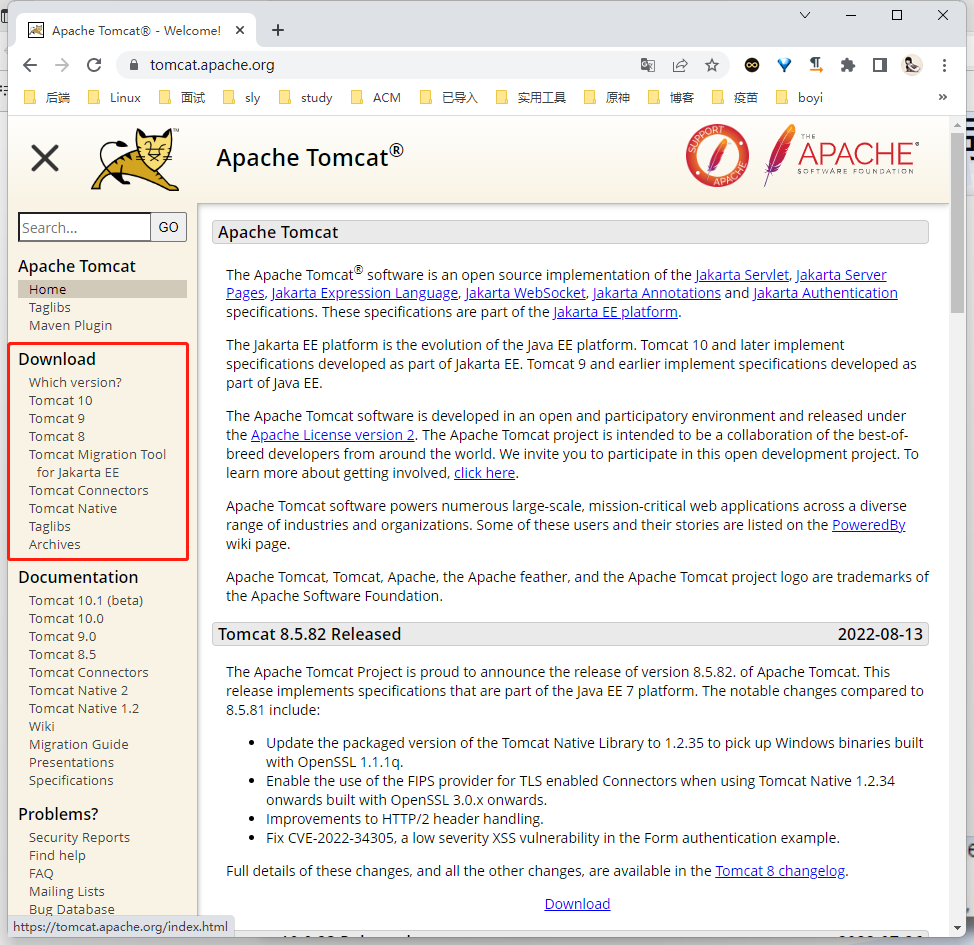 Apache Tomcat® - Welcome!
tomcat.apache.org
后端 Linux 面试 sly study ACM 已导入 实用工具 原神 博客 疫苗 boyi »
Apache Tomcat®
SUPPORT APACHE
THE
APACHE®
SOFTWARE FOUNDATION
Search... GO
Apache Tomcat
Home
Taglibs
Maven Plugin
Download
Which version?
Tomcat 10
Tomcat 9
Tomcat 8
Tomcat Migration Tool
for Jakarta EE
Tomcat Connectors
Tomcat Native
Taglibs
Archives
Documentation
Tomcat 10.1 (beta)
Tomcat 10.0
Tomcat 9.0
Tomcat 8.5
Tomcat Connectors
Tomcat Native 2
Tomcat Native 1.2
Wiki
Migration Guide
Presentations
Specifications
Problems?
Security Reports
Find help
FAQ
Mailing Lists
Bug Database
https://tomcat.apache.org/index.html
Apache Tomcat
The Apache Tomcat® software is an open source implementation of the Jakarta Servlet, Jakarta Server
Pages, Jakarta Expression Language, Jakarta WebSocket, Jakarta Annotations and Jakarta Authentication
specifications. These specifications are part of the Jakarta EE platform.
The Jakarta EE platform is the evolution of the Java EE platform. Tomcat 10 and later implement
specifications developed as part of Jakarta EE. Tomcat 9 and earlier implement specifications developed as
part of Java EE.
The Apache Tomcat software is developed in an open and participatory environment and released under
the Apache License version 2. The Apache Tomcat project is intended to be a collaboration of the best-of-
breed developers from around the world. We invite you to participate in this open development project. To
learn more about getting involved, click here.
Apache Tomcat software powers numerous large-scale, mission-critical web applications across a diverse
range of industries and organizations. Some of these users and their stories are listed on the PoweredBy
wiki page.
Apache Tomcat, Tomcat, Apache, the Apache feather, and the Apache Tomcat project logo are trademarks of
the Apache Software Foundation.
Tomcat 8.5.82 Released 2022-08-13
The Apache Tomcat Project is proud to announce the release of version 8.5.82. of Apache Tomcat. This
release implements specifications that are part of the Java EE 7 platform. The notable changes compared to
8.5.81 include:
• Update the packaged version of the Tomcat Native Library to 1.2.35 to pick up Windows binaries built
with OpenSSL 1.1.1q.
• Enable the use of the FIPS provider for TLS enabled Connectors when using Tomcat Native 1.2.34
onwards built with OpenSSL 3.0.x onwards.
• Improvements to HTTP/2 header handling.
• Fix CVE-2022-34305, a low severity XSS vulnerability in the Form authentication example.
Full details of these changes, and all the other changes, are available in the Tomcat 8 changelog.
Download